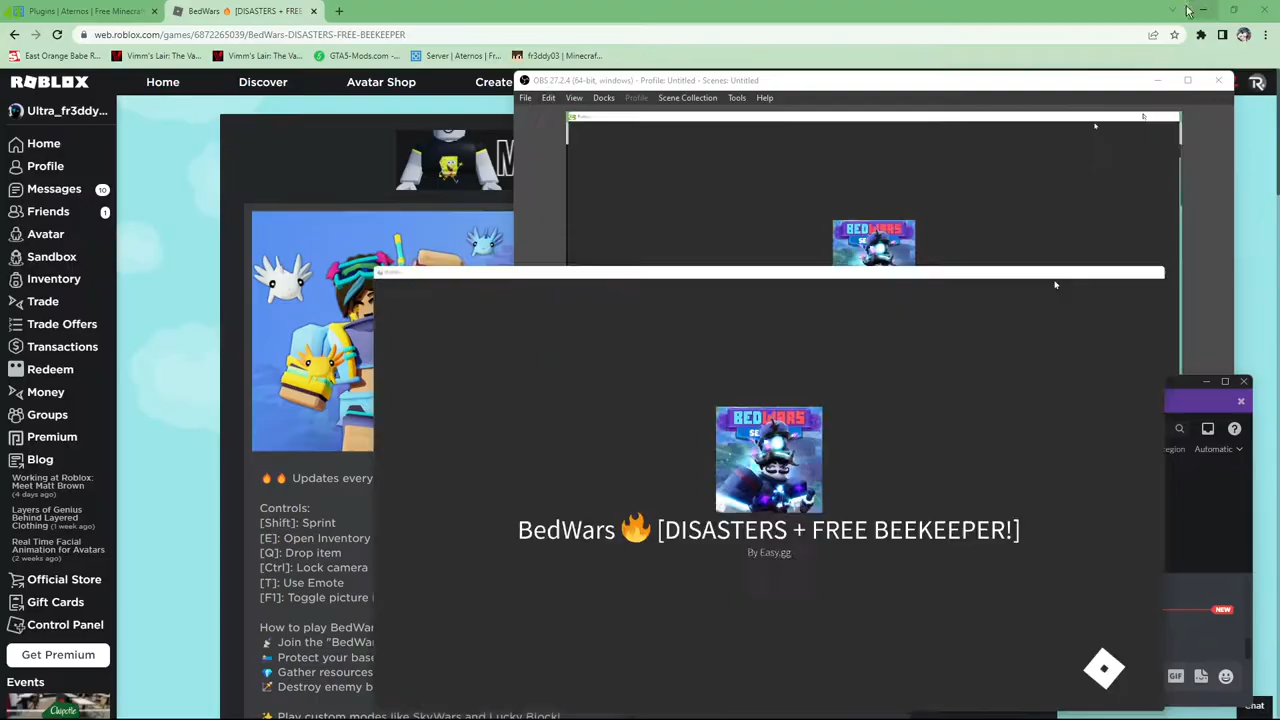 Plugins | Aternos | Free Minecraf
BedWars 🔥 [DISASTERS + FREE
web.roblox.com/games/6872265039/BedWars-DISASTERS-FREE-BEEKEEPER
East Orange Babe R...
Vimm's Lair: The Va...
Vimm's Lair: The Va...
GTA5-Mods.com -...
Server | Aternos | Fr...
fr3ddy03 | Minecraf...
ROBLOX
Home
Discover
Avatar Shop
Create
Ultra_fr3ddy...
Home
Profile
Messages 10
Friends 1
Avatar
Sandbox
Inventory
Trade
Trade Offers
Transactions
Redeem
Money
Groups
Premium
Blog
Working at Roblox:
Meet Matt Brown
(4 days ago)
Layers of Genius
Behind Layered
Clothing (1 week ago)
Real Time Facial
Animation for Avatars
(2 weeks ago)
Official Store
Gift Cards
Control Panel
Get Premium
Events
Chipotle
M
🔥🔥 Updates every
Controls:
[Shift]: Sprint
[E]: Open Inventory
[Q]: Drop item
[Ctrl]: Lock camera
[T]: Use Emote
[F1]: Toggle picture i
How to play BedWar
Join the "BedWa
Protect your base
Gather resources
Destroy enemy b
Play custom modes like SkyWars and Lucky Block!
OBS 27.2.4 (64-bit, windows) - Profile: Untitled - Scenes: Untitled
File Edit View Docks Profile Scene Collection Tools Help
BEDWARS
SE
BEDWARS
SE
BedWars 🔥 [DISASTERS + FREE BEEKEEPER!]
By Easy.gg
egion
Automatic
NEW
GIF
Chat